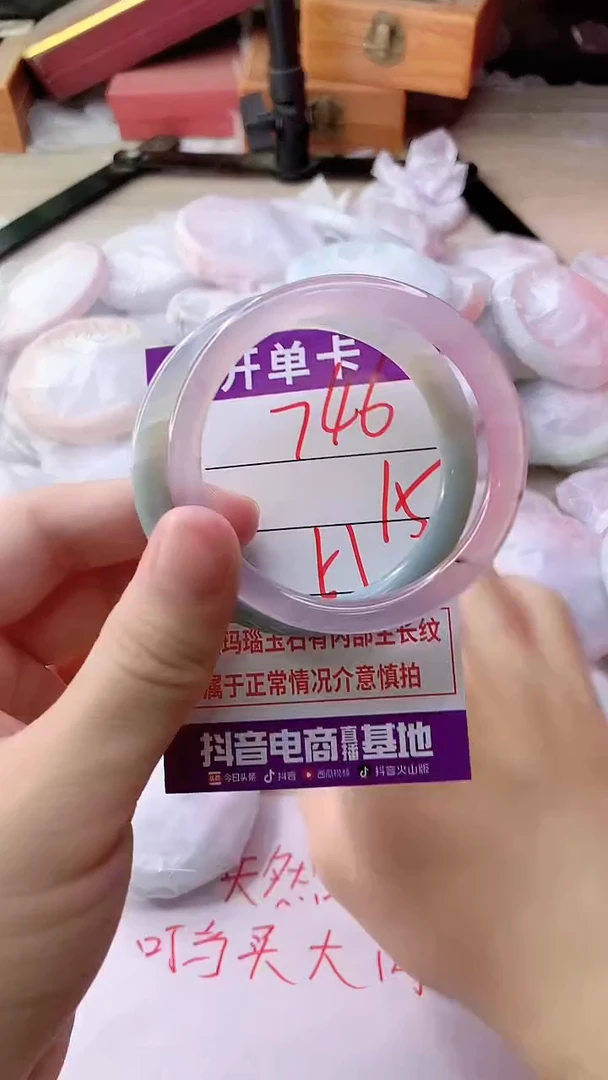 开单卡
746
15
玛瑙玉石有内部生长纹
属于正常情况介意慎拍
抖音电商直播基地
今日头条 抖音 西瓜视频 抖音火山版
天然
叮当买大